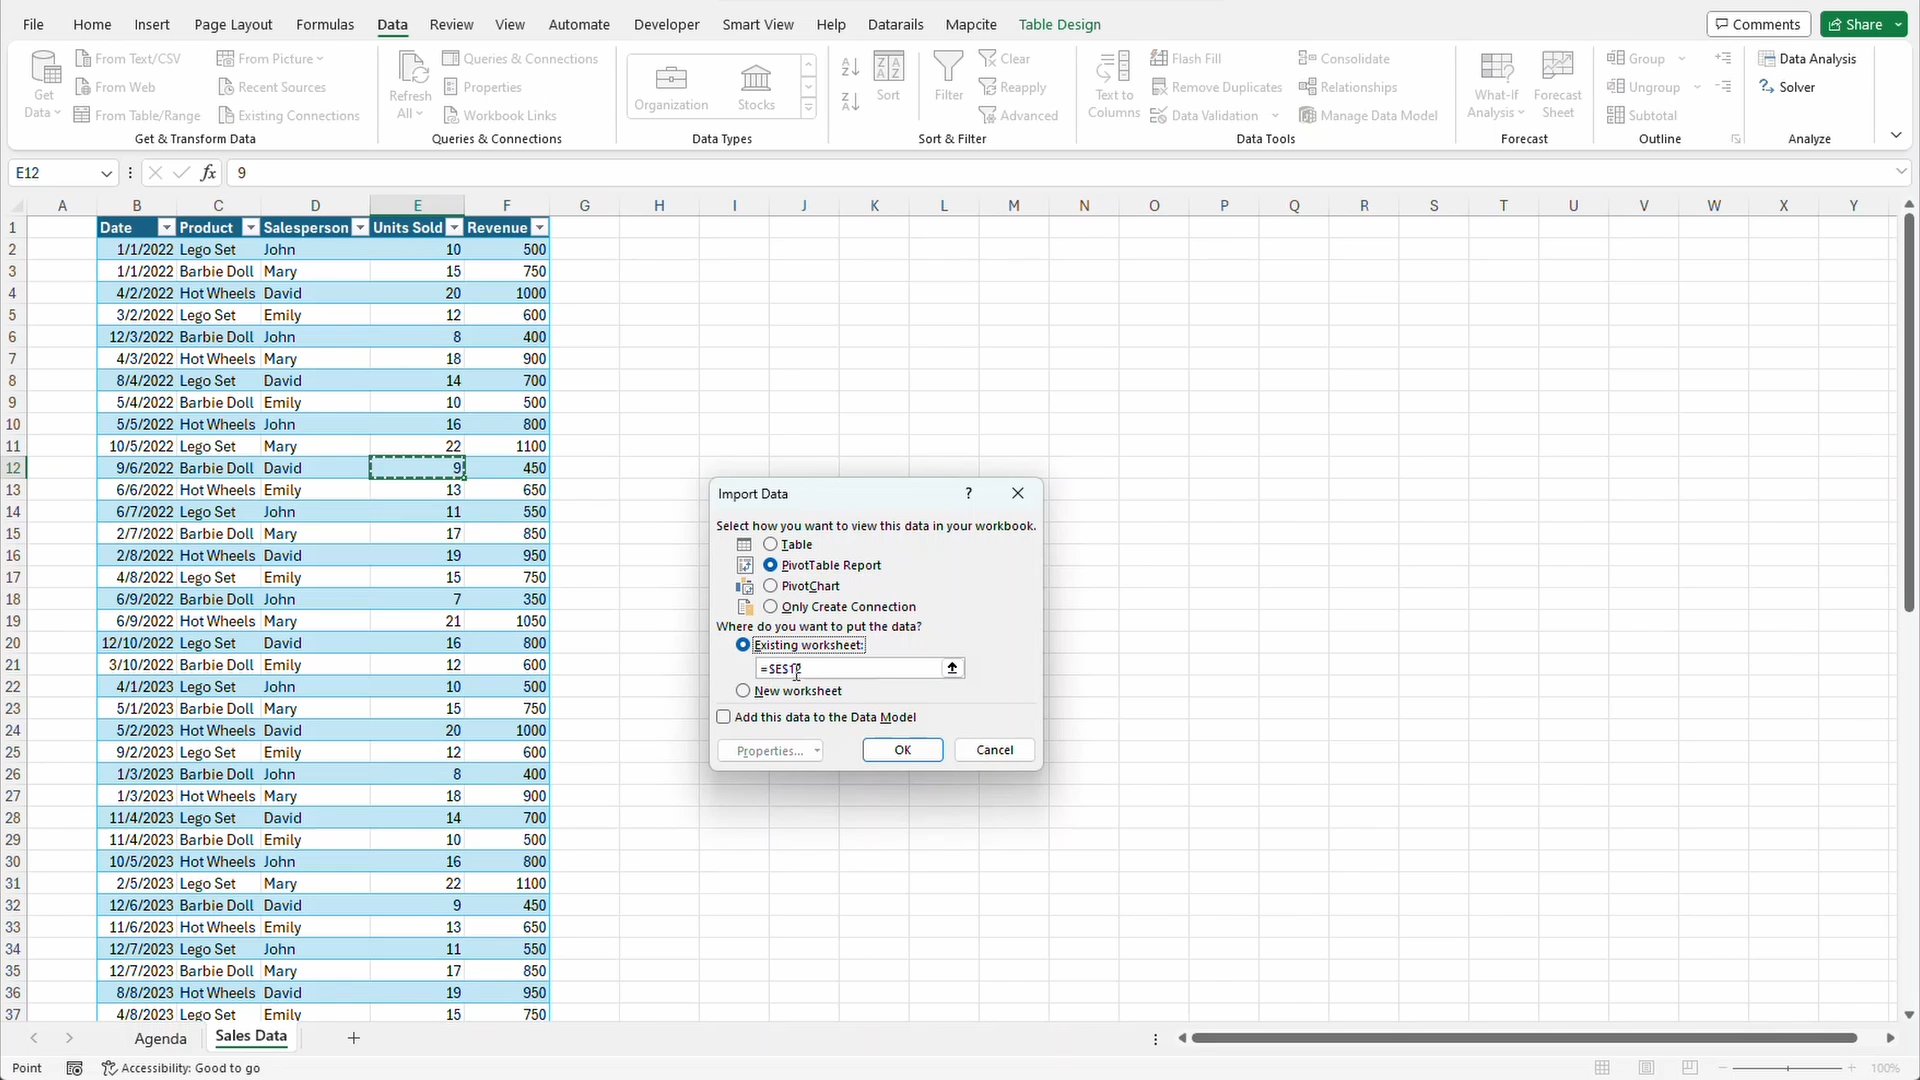 File Home Insert Page Layout Formulas Data Review View Automate Developer Smart View Help Datarails Mapcite Table Design Comments Share
Get Data
From Text/CSV
From Web
From Table/Range
From Picture
Recent Sources
Existing Connections
Get & Transform Data
Refresh All
Queries & Connections
Properties
Workbook Links
Queries & Connections
Organization
Stocks
Data Types
Sort
Filter
Clear
Reapply
Advanced
Sort & Filter
Text to Columns
Flash Fill
Remove Duplicates
Data Validation
Consolidate
Relationships
Manage Data Model
Data Tools
What-If Analysis
Forecast Sheet
Forecast
Group
Ungroup
Subtotal
Outline
Data Analysis
Solver
Analyze
E12 fx 9
A B C D E F G H I J K L M N O P Q R S T U V W X Y
1 Date Product Salesperson Units Sold Revenue
2 1/1/2022 Lego Set John 10 500
3 1/1/2022 Barbie Doll Mary 15 750
4 4/2/2022 Hot Wheels David 20 1000
5 3/2/2022 Lego Set Emily 12 600
6 12/3/2022 Barbie Doll John 8 400
7 4/3/2022 Hot Wheels Mary 18 900
8 8/4/2022 Lego Set David 14 700
9 5/4/2022 Barbie Doll Emily 10 500
10 5/5/2022 Hot Wheels John 16 800
11 10/5/2022 Lego Set Mary 22 1100
12 9/6/2022 Barbie Doll David 9 450
13 6/6/2022 Hot Wheels Emily 13 650
14 6/7/2022 Lego Set John 11 550
15 2/7/2022 Barbie Doll Mary 17 850
16 2/8/2022 Hot Wheels David 19 950
17 4/8/2022 Lego Set Emily 15 750
18 6/9/2022 Barbie Doll John 7 350
19 6/9/2022 Hot Wheels Mary 21 1050
20 12/10/2022 Lego Set David 16 800
21 3/10/2022 Barbie Doll Emily 12 600
22 4/1/2023 Lego Set John 10 500
23 5/1/2023 Barbie Doll Mary 15 750
24 5/2/2023 Hot Wheels David 20 1000
25 9/2/2023 Lego Set Emily 12 600
26 1/3/2023 Barbie Doll John 8 400
27 1/3/2023 Hot Wheels Mary 18 900
28 11/4/2023 Lego Set David 14 700
29 11/4/2023 Barbie Doll Emily 10 500
30 10/5/2023 Hot Wheels John 16 800
31 2/5/2023 Lego Set Mary 22 1100
32 12/6/2023 Barbie Doll David 9 450
33 11/6/2023 Hot Wheels Emily 13 650
34 12/7/2023 Lego Set John 11 550
35 12/7/2023 Barbie Doll Mary 17 850
36 8/8/2023 Hot Wheels David 19 950
37 4/8/2023 Lego Set Emily 15 750
Import Data ?
Select how you want to view this data in your workbook.
Table
PivotTable Report
PivotChart
Only Create Connection
Where do you want to put the data?
Existing worksheet:
New worksheet
Add this data to the Data Model
Properties... OK Cancel
Agenda Sales Data
Point Accessibility: Good to go 100%